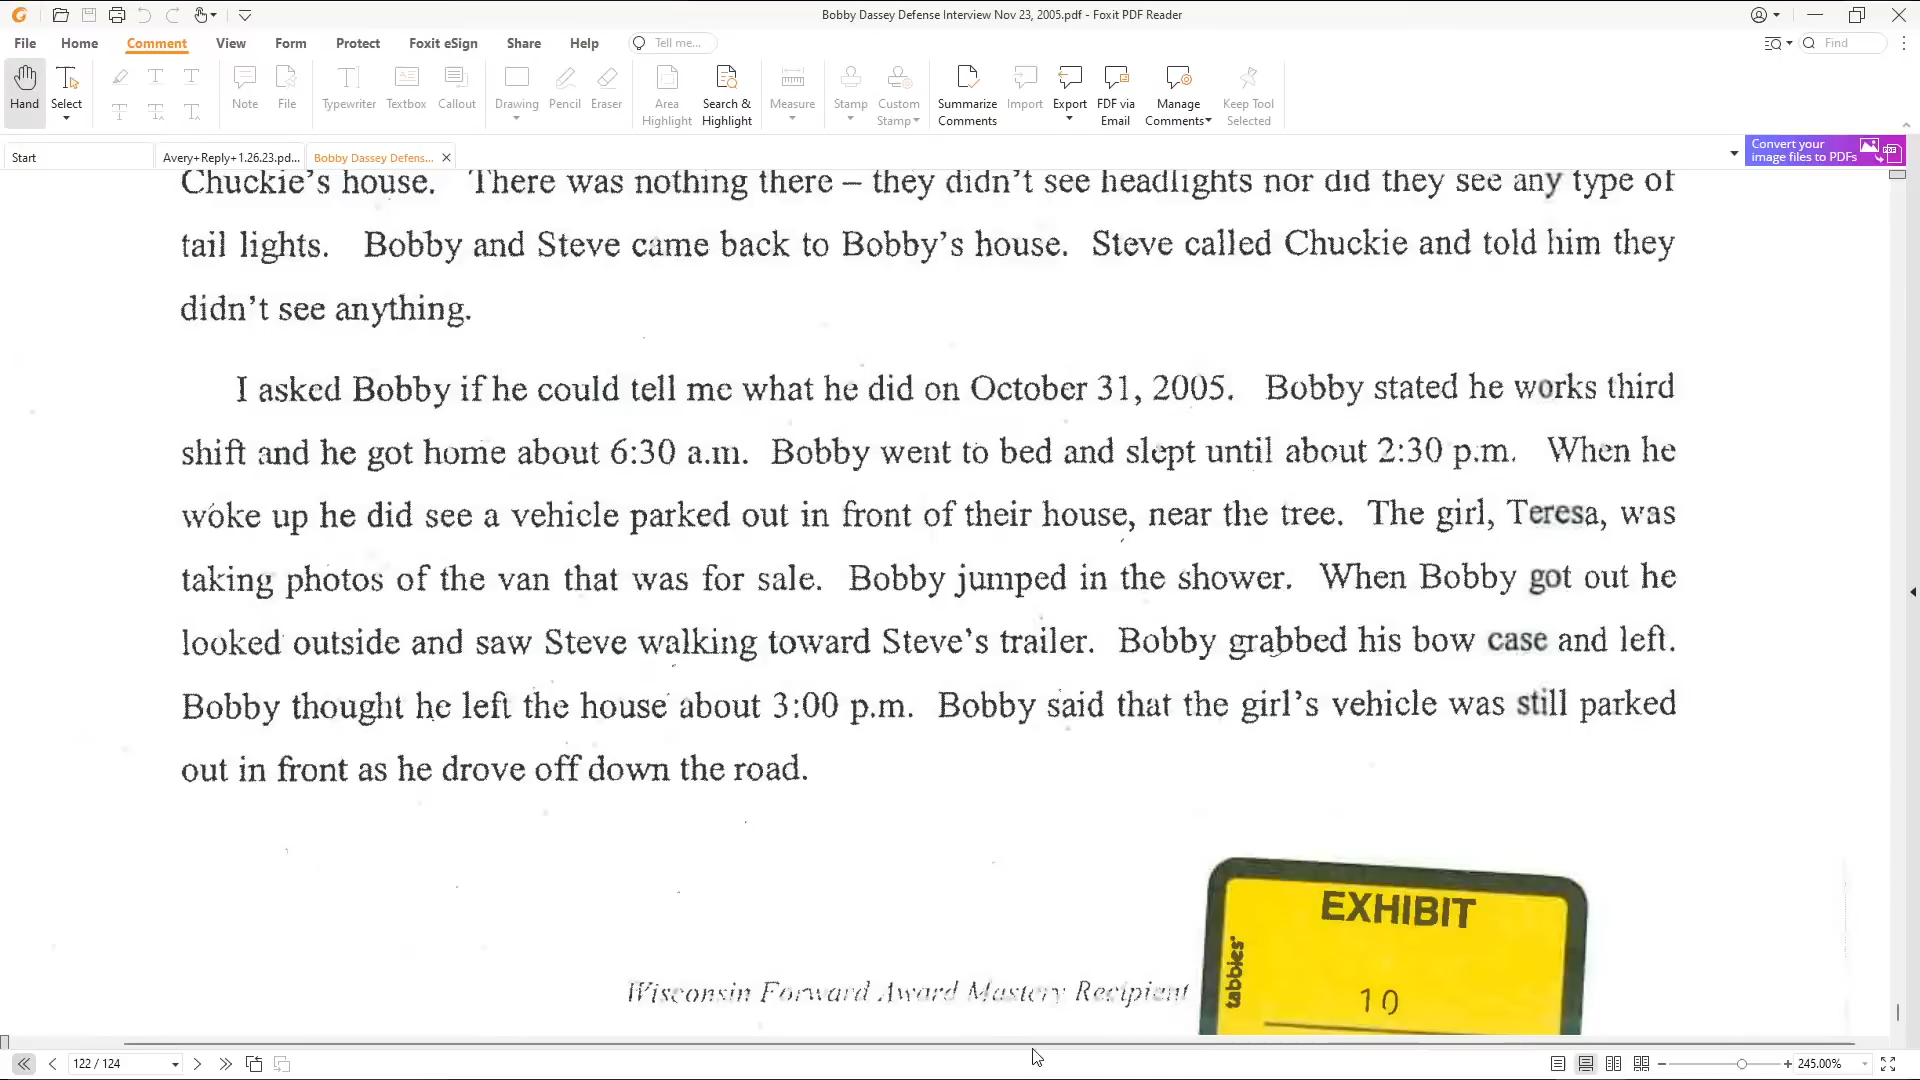 Bobby Dassey Defense Interview Nov 23, 2005.pdf - Foxit PDF Reader
File Home Comment View Form Protect Foxit eSign Share Help Tell me... Find
Hand Select Note File Typewriter Textbox Callout Drawing Pencil Eraser Area Highlight Search & Highlight Measure Stamp Custom Stamp Summarize Comments Import Export FDF via Email Manage Comments Keep Tool Selected
Start Avery+Reply+1.26.23.pd... Bobby Dassey Defens... Convert your image files to PDFs
Chuckie's house. There was nothing there – they didn't see headlights nor did they see any type of
tail lights. Bobby and Steve came back to Bobby's house. Steve called Chuckie and told him they
didn't see anything.
I asked Bobby if he could tell me what he did on October 31, 2005. Bobby stated he works third
shift and he got home about 6:30 a.m. Bobby went to bed and slept until about 2:30 p.m. When he
woke up he did see a vehicle parked out in front of their house, near the tree. The girl, Teresa, was
taking photos of the van that was for sale. Bobby jumped in the shower. When Bobby got out he
looked outside and saw Steve walking toward Steve's trailer. Bobby grabbed his bow case and left.
Bobby thought he left the house about 3:00 p.m. Bobby said that the girl's vehicle was still parked
out in front as he drove off down the road.
EXHIBIT
tabbies
10
Wisconsin Forward Award Mastery Recipient
122 / 124 245.00%